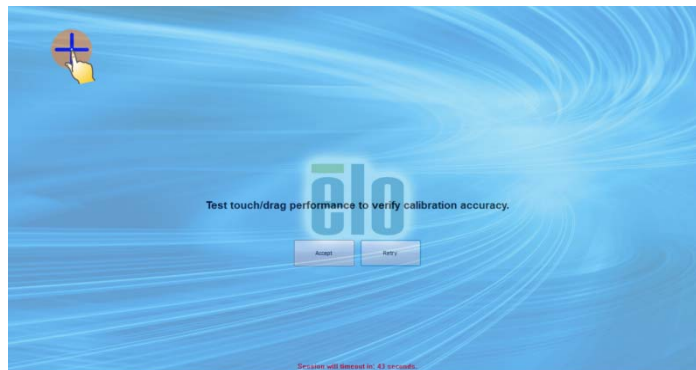 elo
Test touch/drag performance to verify calibration accuracy.
Accept
Retry
Session will timeout in: 43 seconds.